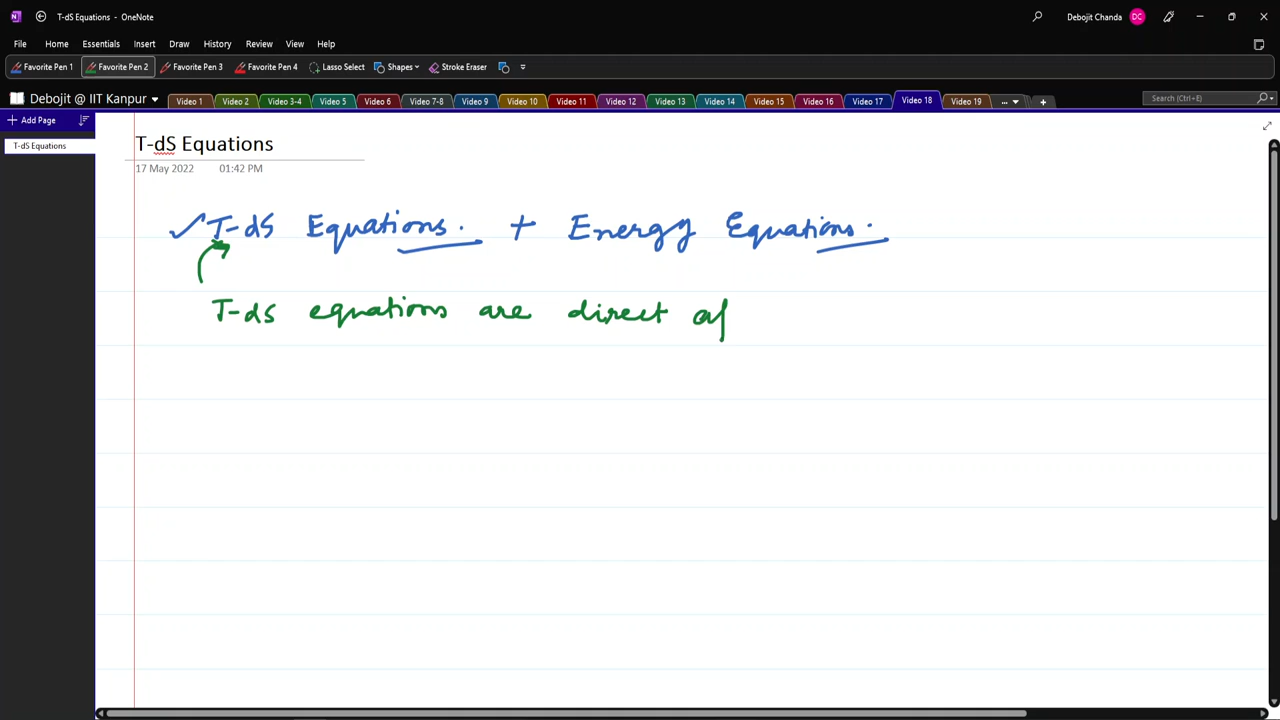 T-dS Equations - OneNote
Debojit Chanda DC
File Home Essentials Insert Draw History Review View Help
Favorite Pen 1 Favorite Pen 2 Favorite Pen 3 Favorite Pen 4 Lasso Select Shapes Stroke Eraser
Debojit @ IIT Kanpur Video 1 Video 2 Video 3-4 Video 5 Video 6 Video 7-8 Video 9 Video 10 Video 11 Video 12 Video 13 Video 14 Video 15 Video 16 Video 17 Video 18 Video 19 ... Search (Ctrl+E)
Add Page
T-dS Equations
T-dS Equations
17 May 2022 01:42 PM
T-dS Equations. + Energy Equations.
T-dS equations are direct